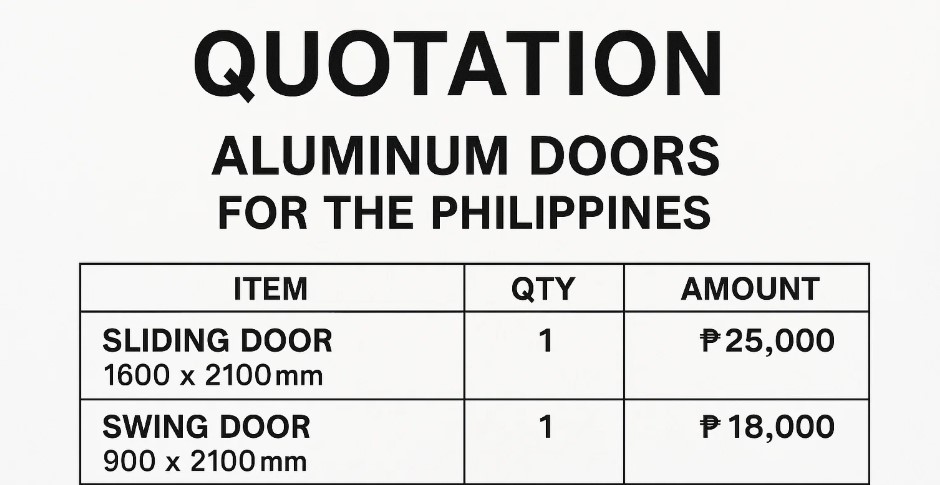 QUOTATION
ALUMINUM DOORS
FOR THE PHILIPPINES
ITEM QTY AMOUNT
SLIDING DOOR 1 ₱25,000
1600 x 2100mm
SWING DOOR 1 ₱18,000
900 x 2100mm